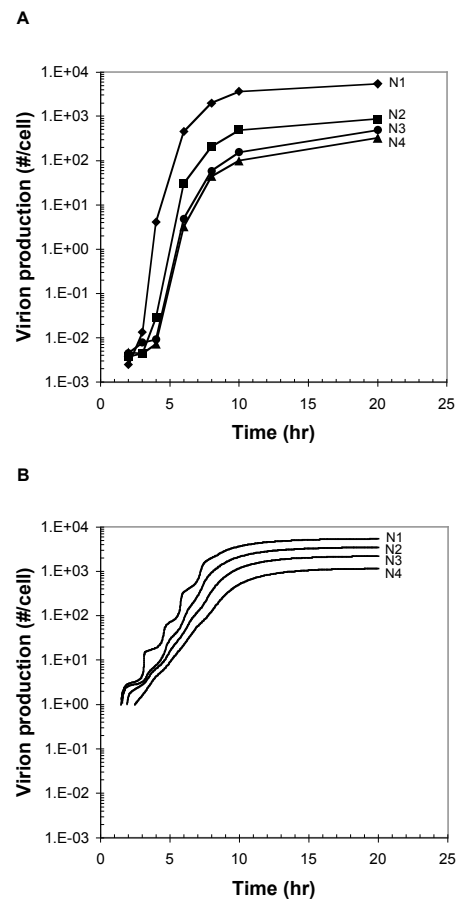 A
Virion production (#/cell)
1.E+04
1.E+03
1.E+02
1.E+01
1.E+00
1.E-01
1.E-02
1.E-03
N1
N2
N3
N4
0
5
10
15
20
25
Time (hr)
B
Virion production (#/cell)
1.E+04
1.E+03
1.E+02
1.E+01
1.E+00
1.E-01
1.E-02
1.E-03
N1
N2
N3
N4
0
5
10
15
20
25
Time (hr)